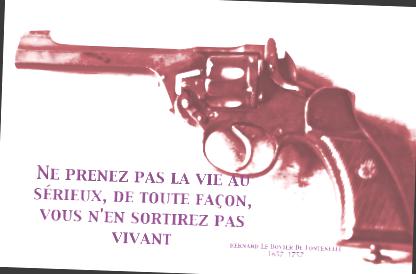 Ne prenez pas la vie au
sérieux, de toute façon,
vous n'en sortirez pas
vivant
Bernard Le Bovier De Fontenelle
1657-1757